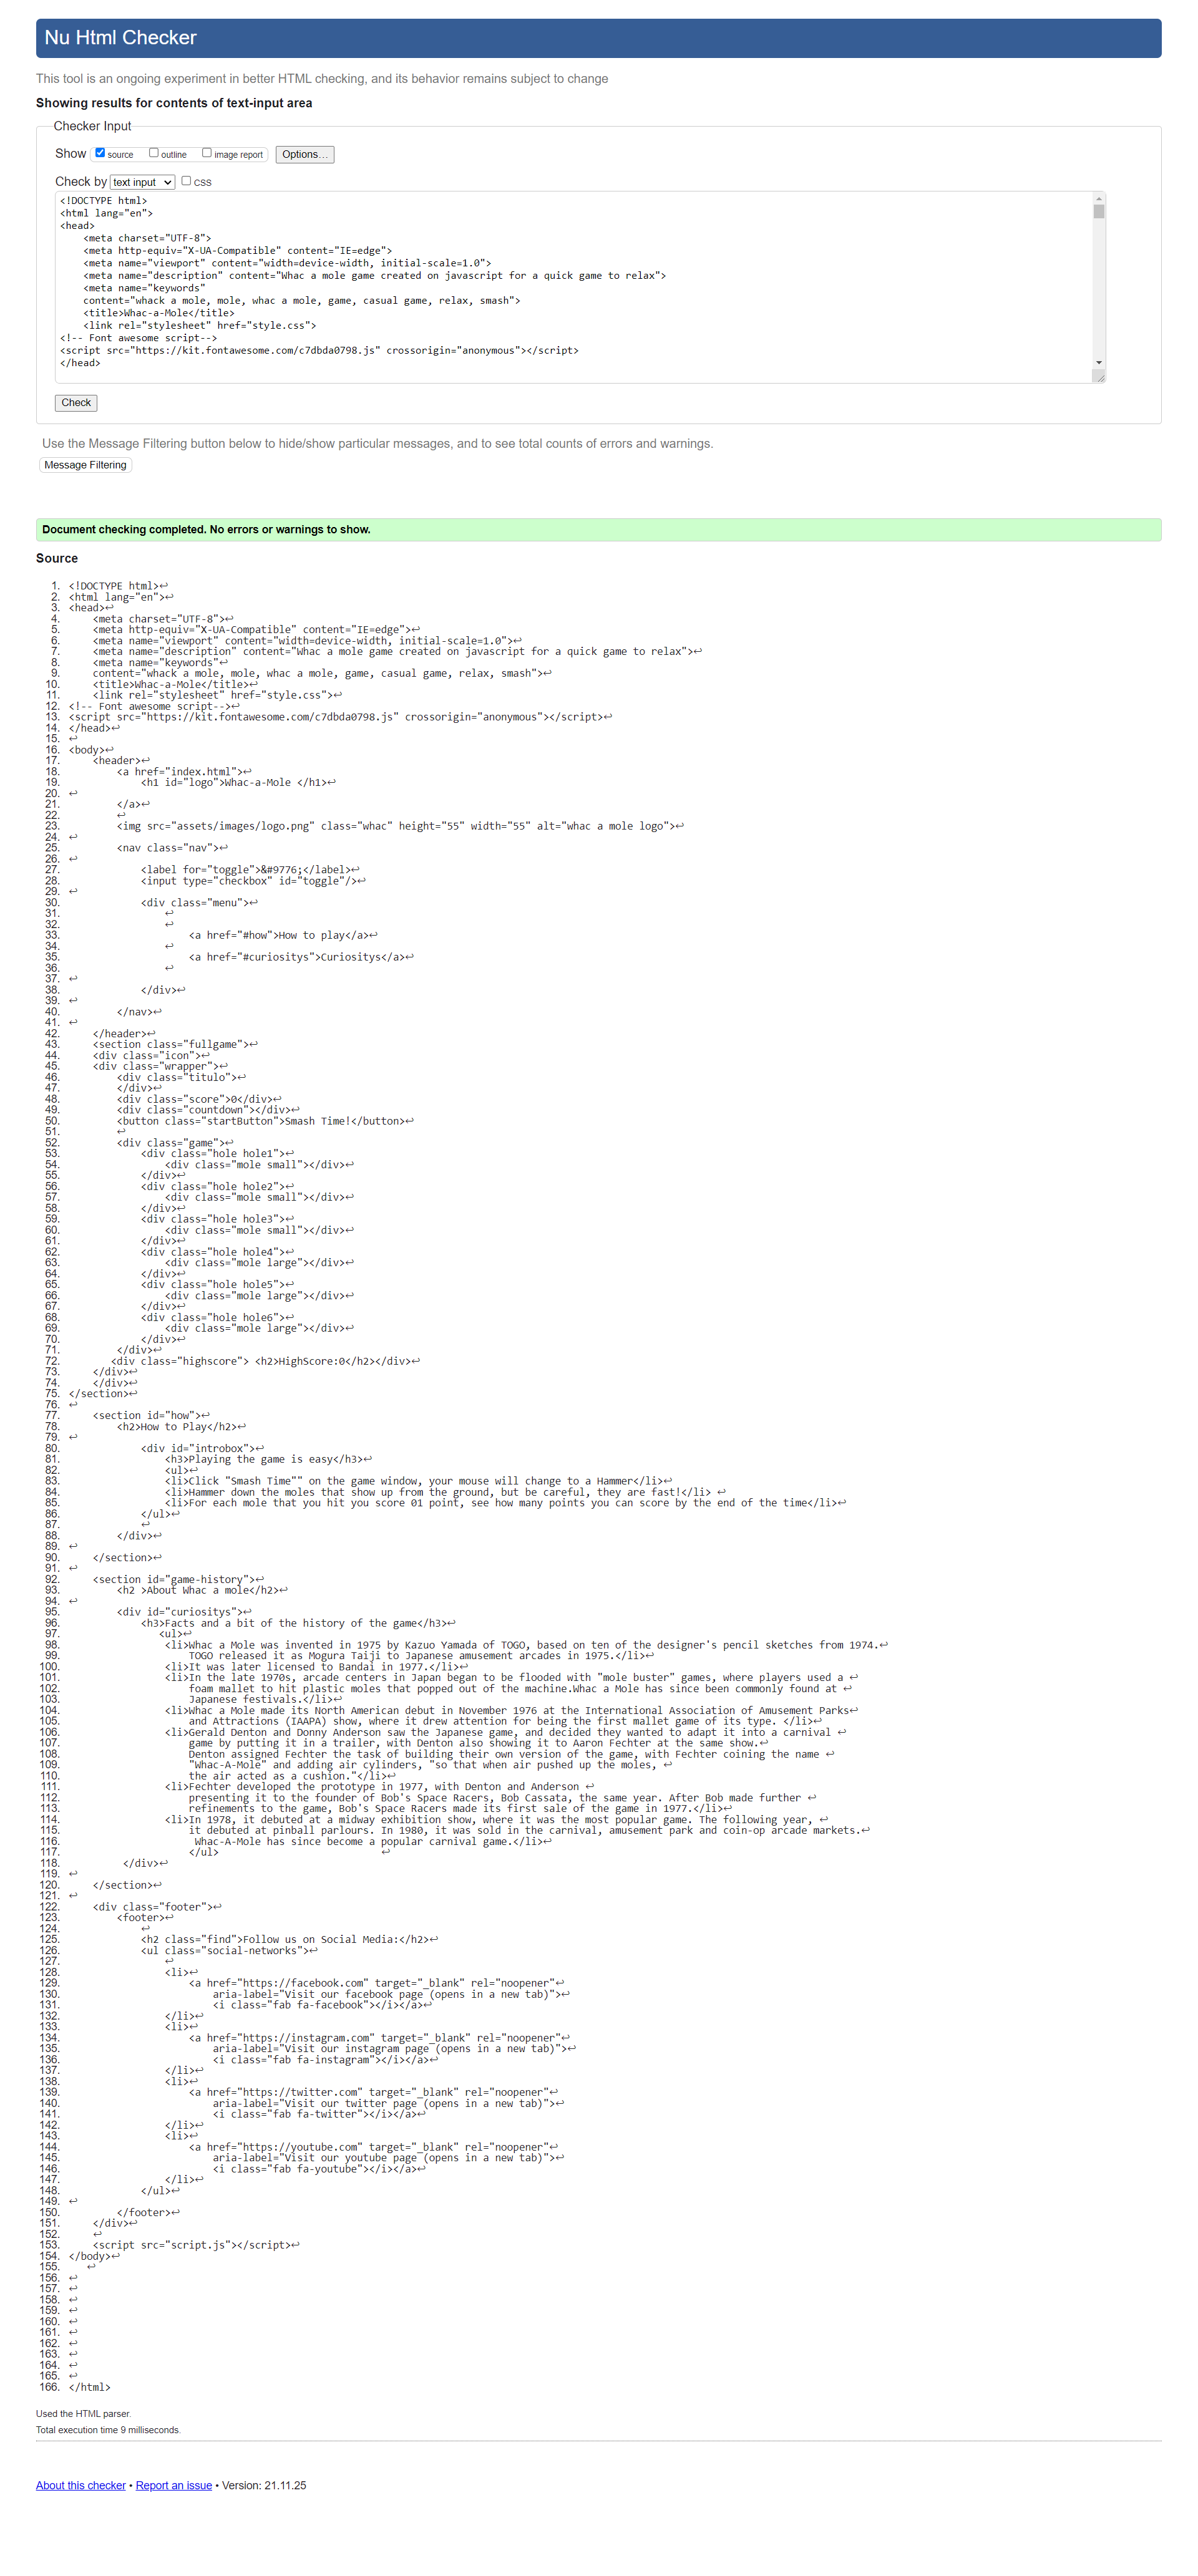 Nu Html Checker
This tool is an ongoing experiment in better HTML checking, and its behavior remains subject to change
Showing results for contents of text-input area
Checker Input
Show source outline image report Options...
Check by text input css
<!DOCTYPE html>
<html lang="en">
<head>
    <meta charset="UTF-8">
    <meta http-equiv="X-UA-Compatible" content="IE=edge">
    <meta name="viewport" content="width=device-width, initial-scale=1.0">
    <meta name="description" content="Whac a mole game created on javascript for a quick game to relax">
    <meta name="keywords"
    content="whack a mole, mole, whac a mole, game, casual game, relax, smash">
    <title>Whac-a-Mole</title>
    <link rel="stylesheet" href="style.css">
<!-- Font awesome script-->
<script src="https://kit.fontawesome.com/c7dbda0798.js" crossorigin="anonymous"></script>
</head>
Check
Use the Message Filtering button below to hide/show particular messages, and to see total counts of errors and warnings.
Message Filtering
Document checking completed. No errors or warnings to show.
Source
1. <!DOCTYPE html>↩
2. <html lang="en">↩
3. <head>↩
4.     <meta charset="UTF-8">↩
5.     <meta http-equiv="X-UA-Compatible" content="IE=edge">↩
6.     <meta name="viewport" content="width=device-width, initial-scale=1.0">↩
7.     <meta name="description" content="Whac a mole game created on javascript for a quick game to relax">↩
8.     <meta name="keywords"↩
9.     content="whack a mole, mole, whac a mole, game, casual game, relax, smash">↩
10.     <title>Whac-a-Mole</title>↩
11.     <link rel="stylesheet" href="style.css">↩
12. <!-- Font awesome script-->↩
13. <script src="https://kit.fontawesome.com/c7dbda0798.js" crossorigin="anonymous"></script>↩
14. </head>↩
15. ↩
16. <body>↩
17.     <header>↩
18.         <a href="index.html">↩
19.             <h1 id="logo">Whac-a-Mole </h1>↩
20. ↩
21.         </a>↩
22.         ↩
23.         <img src="assets/images/logo.png" class="whac" height="55" width="55" alt="whac a mole logo">↩
24. ↩
25.         <nav class="nav">↩
26. ↩
27.             <label for="toggle">&#9776;</label>↩
28.             <input type="checkbox" id="toggle"/>↩
29. ↩
30.             <div class="menu">↩
31.                 ↩
32.                 ↩
33.                     <a href="#how">How to play</a>↩
34.                 ↩
35.                     <a href="#curiositys">Curiositys</a>↩
36.                 ↩
37. ↩
38.             </div>↩
39. ↩
40.         </nav>↩
41. ↩
42.     </header>↩
43.     <section class="fullgame">↩
44.     <div class="icon">↩
45.     <div class="wrapper">↩
46.         <div class="titulo">↩
47.         </div>↩
48.         <div class="score">0</div>↩
49.         <div class="countdown"></div>↩
50.         <button class="startButton">Smash Time!</button>↩
51.         ↩
52.         <div class="game">↩
53.             <div class="hole hole1">↩
54.                 <div class="mole small"></div>↩
55.             </div>↩
56.             <div class="hole hole2">↩
57.                 <div class="mole small"></div>↩
58.             </div>↩
59.             <div class="hole hole3">↩
60.                 <div class="mole small"></div>↩
61.             </div>↩
62.             <div class="hole hole4">↩
63.                 <div class="mole large"></div>↩
64.             </div>↩
65.             <div class="hole hole5">↩
66.                 <div class="mole large"></div>↩
67.             </div>↩
68.             <div class="hole hole6">↩
69.                 <div class="mole large"></div>↩
70.             </div>↩
71.         </div>↩
72.        <div class="highscore"> <h2>HighScore:0</h2></div>↩
73.     </div>↩
74.     </div>↩
75. </section>↩
76. ↩
77.     <section id="how">↩
78.         <h2>How to Play</h2>↩
79. ↩
80.             <div id="introbox">↩
81.                 <h3>Playing the game is easy</h3>↩
82.                 <ul>↩
83.                 <li>Click "Smash Time"" on the game window, your mouse will change to a Hammer</li>↩
84.                 <li>Hammer down the moles that show up from the ground, but be careful, they are fast!</li> ↩
85.                 <li>For each mole that you hit you score 01 point, see how many points you can score by the end of the time</li>↩
86.             </ul>↩
87.             ↩
88.         </div>↩
89. ↩
90.     </section>↩
91. ↩
92.     <section id="game-history">↩
93.         <h2 >About Whac a mole</h2>↩
94. ↩
95.         <div id="curiositys">↩
96.             <h3>Facts and a bit of the history of the game</h3>↩
97.                <ul>↩
98.                 <li>Whac a Mole was invented in 1975 by Kazuo Yamada of TOGO, based on ten of the designer's pencil sketches from 1974.↩
99.                     TOGO released it as Mogura Taiji to Japanese amusement arcades in 1975.</li>↩
100.                 <li>It was later licensed to Bandai in 1977.</li>↩
101.                 <li>In the late 1970s, arcade centers in Japan began to be flooded with "mole buster" games, where players used a ↩
102.                     foam mallet to hit plastic moles that popped out of the machine.Whac a Mole has since been commonly found at ↩
103.                     Japanese festivals.</li>↩
104.                 <li>Whac a Mole made its North American debut in November 1976 at the International Association of Amusement Parks↩
105.                     and Attractions (IAAPA) show, where it drew attention for being the first mallet game of its type. </li>↩
106.                 <li>Gerald Denton and Donny Anderson saw the Japanese game, and decided they wanted to adapt it into a carnival ↩
107.                     game by putting it in a trailer, with Denton also showing it to Aaron Fechter at the same show.↩
108.                     Denton assigned Fechter the task of building their own version of the game, with Fechter coining the name ↩
109.                     "Whac-A-Mole" and adding air cylinders, "so that when air pushed up the moles, ↩
110.                     the air acted as a cushion."</li>↩
111.                 <li>Fechter developed the prototype in 1977, with Denton and Anderson ↩
112.                     presenting it to the founder of Bob's Space Racers, Bob Cassata, the same year. After Bob made further ↩
113.                     refinements to the game, Bob's Space Racers made its first sale of the game in 1977.</li>↩
114.                 <li>In 1978, it debuted at a midway exhibition show, where it was the most popular game. The following year, ↩
115.                     it debuted at pinball parlours. In 1980, it was sold in the carnival, amusement park and coin-op arcade markets.↩
116.                      Whac-A-Mole has since become a popular carnival game.</li>↩
117.                     </ul>                           ↩
118.          </div>↩
119. ↩
120.     </section>↩
121. ↩
122.     <div class="footer">↩
123.         <footer>↩
124.             ↩
125.             <h2 class="find">Follow us on Social Media:</h2>↩
126.             <ul class="social-networks">↩
127.                 ↩
128.                 <li>↩
129.                     <a href="https://facebook.com" target="_blank" rel="noopener"↩
130.                         aria-label="Visit our facebook page (opens in a new tab)">↩
131.                         <i class="fab fa-facebook"></i></a>↩
132.                 </li>↩
133.                 <li>↩
134.                     <a href="https://instagram.com" target="_blank" rel="noopener"↩
135.                         aria-label="Visit our instagram page (opens in a new tab)">↩
136.                         <i class="fab fa-instagram"></i></a>↩
137.                 </li>↩
138.                 <li>↩
139.                     <a href="https://twitter.com" target="_blank" rel="noopener"↩
140.                         aria-label="Visit our twitter page (opens in a new tab)">↩
141.                         <i class="fab fa-twitter"></i></a>↩
142.                 </li>↩
143.                 <li>↩
144.                     <a href="https://youtube.com" target="_blank" rel="noopener"↩
145.                         aria-label="Visit our youtube page (opens in a new tab)">↩
146.                         <i class="fab fa-youtube"></i></a>↩
147.                 </li>↩
148.             </ul>↩
149. ↩
150.         </footer>↩
151.     </div>↩
152.     ↩
153.     <script src="script.js"></script>↩
154. </body>↩
155.    ↩
156. ↩
157. ↩
158. ↩
159. ↩
160. ↩
161. ↩
162. ↩
163. ↩
164. ↩
165. ↩
166. </html>
Used the HTML parser.
Total execution time 9 milliseconds.
About this checker • Report an issue • Version: 21.11.25